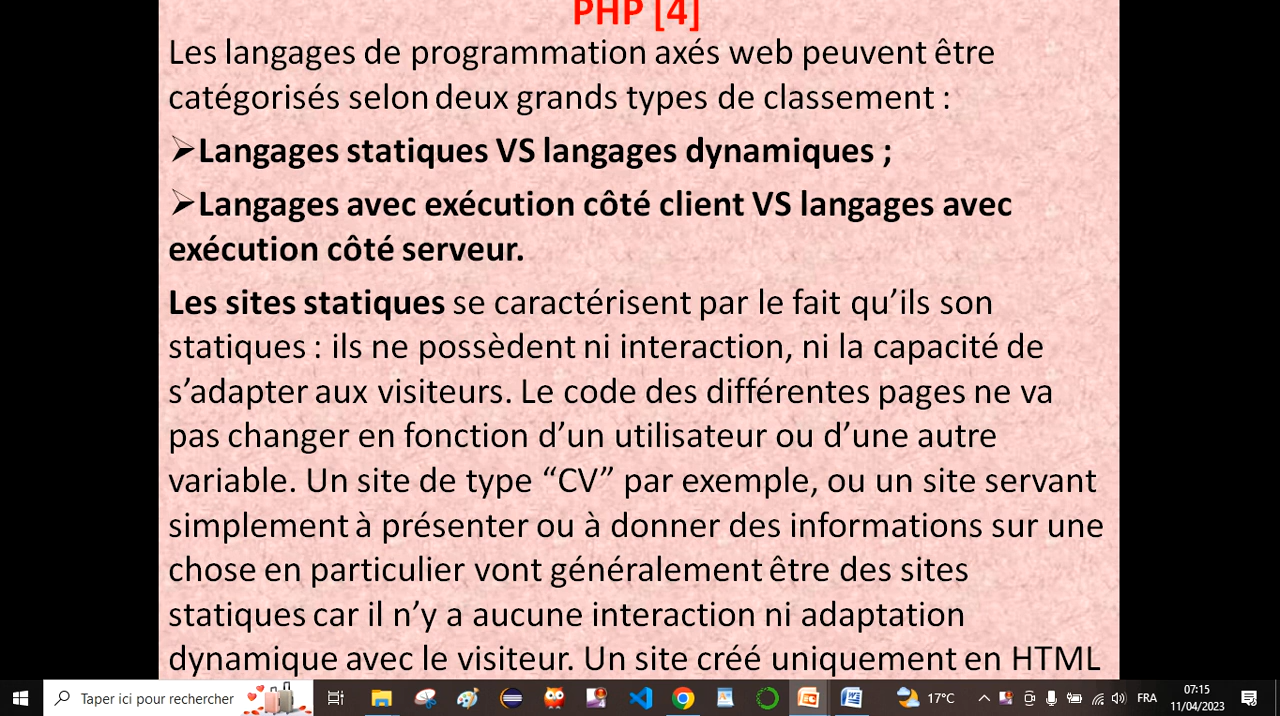 PHP [4]
Les langages de programmation axés web peuvent être
catégorisés selon deux grands types de classement :
➢Langages statiques VS langages dynamiques ;
➢Langages avec exécution côté client VS langages avec
exécution côté serveur.
Les sites statiques se caractérisent par le fait qu’ils son
statiques : ils ne possèdent ni interaction, ni la capacité de
s’adapter aux visiteurs. Le code des différentes pages ne va
pas changer en fonction d’un utilisateur ou d’une autre
variable. Un site de type “CV” par exemple, ou un site servant
simplement à présenter ou à donner des informations sur une
chose en particulier vont généralement être des sites
statiques car il n’y a aucune interaction ni adaptation
dynamique avec le visiteur. Un site créé uniquement en HTML
Taper ici pour rechercher
17°C
FRA
07:15
11/04/2023